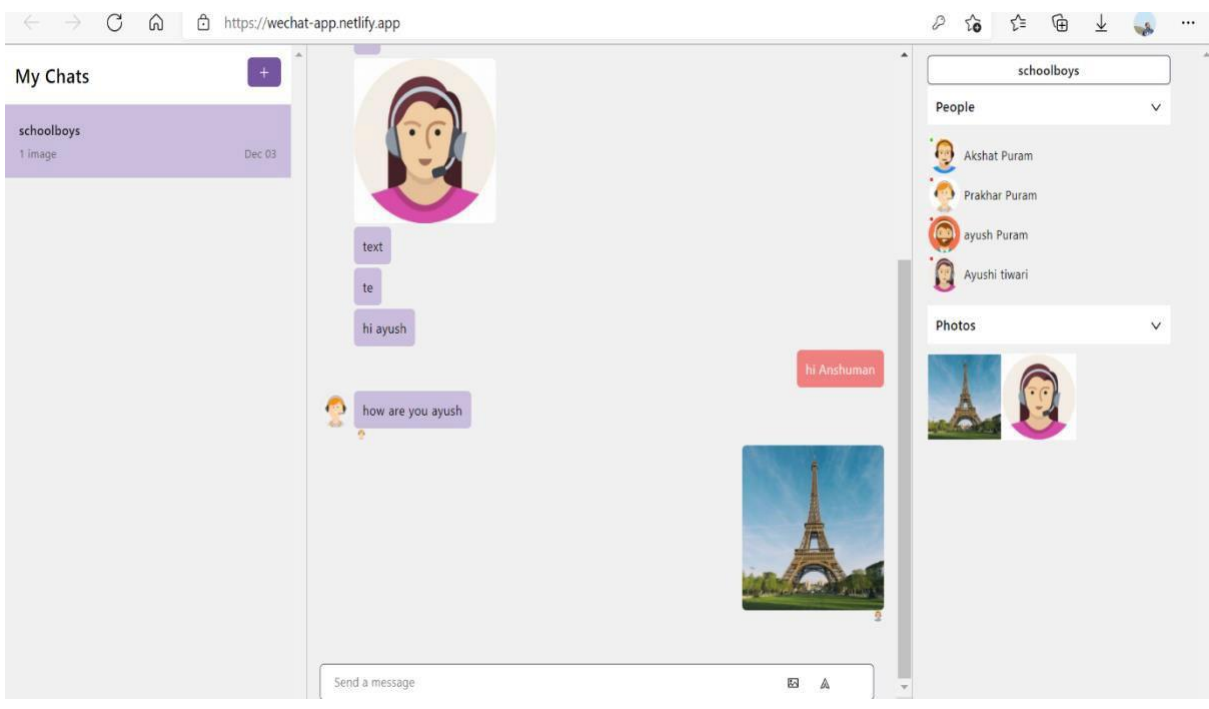 https://wechat-app.netlify.app
My Chats
+
schoolboys
1 image
Dec 03
text
te
hi ayush
hi Anshuman
how are you ayush
Send a message
schoolboys
People
Akshat Puram
Prakhar Puram
ayush Puram
Ayushi tiwari
Photos